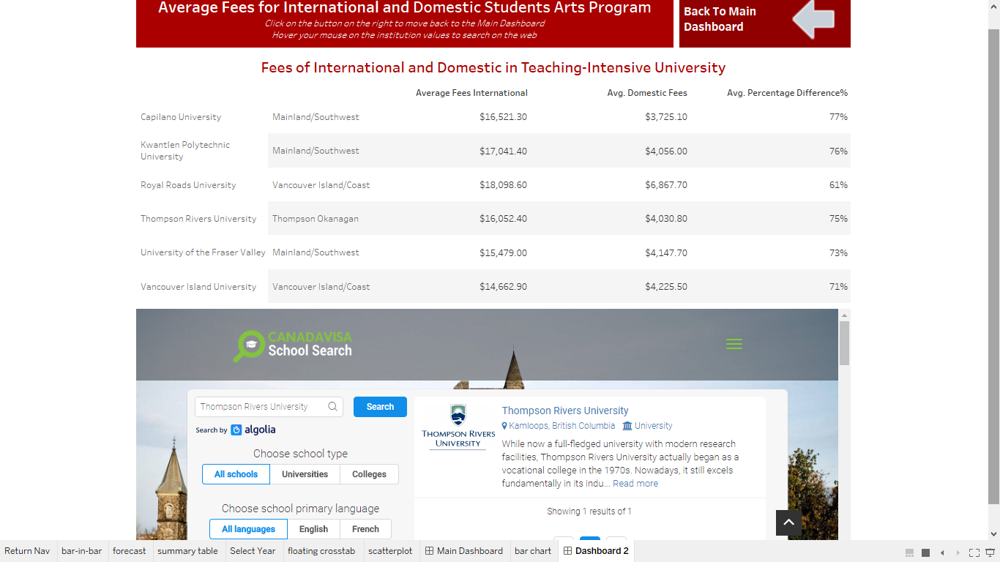 Average Fees for International and Domestic Students Arts Program
Click on the button on the right to move back to the Main Dashboard
Hover your mouse on the institution values to search on the web
Back To Main
Dashboard
Fees of International and Domestic in Teaching-Intensive University
Average Fees International Avg. Domestic Fees Avg. Percentage Difference%
Capilano University Mainland/Southwest $16,521.30 $3,725.10 77%
Kwantlen Polytechnic
University Mainland/Southwest $17,041.40 $4,056.00 76%
Royal Roads University Vancouver Island/Coast $18,098.60 $6,867.70 61%
Thompson Rivers University Thompson Okanagan $16,052.40 $4,030.80 75%
University of the Fraser Valley Mainland/Southwest $15,479.00 $4,147.70 73%
Vancouver Island University Vancouver Island/Coast $14,662.90 $4,225.50 71%
CANADAVISA
School Search
Thompson Rivers University Search
Search by algolia
Choose school type
All schools Universities Colleges
Choose school primary language
All languages English French
THOMPSON RIVERS
UNIVERSITY
Thompson Rivers University
Kamloops, British Columbia University
While now a full-fledged university with modern research
facilities, Thompson Rivers University actually began as a
vocational college in the 1970s. Nowadays, it still excels
fundamentally in its indu... Read more
Showing 1 results of 1
Return Nav bar-in-bar forecast summary table Select Year floating crosstab scatterplot Main Dashboard bar chart Dashboard 2